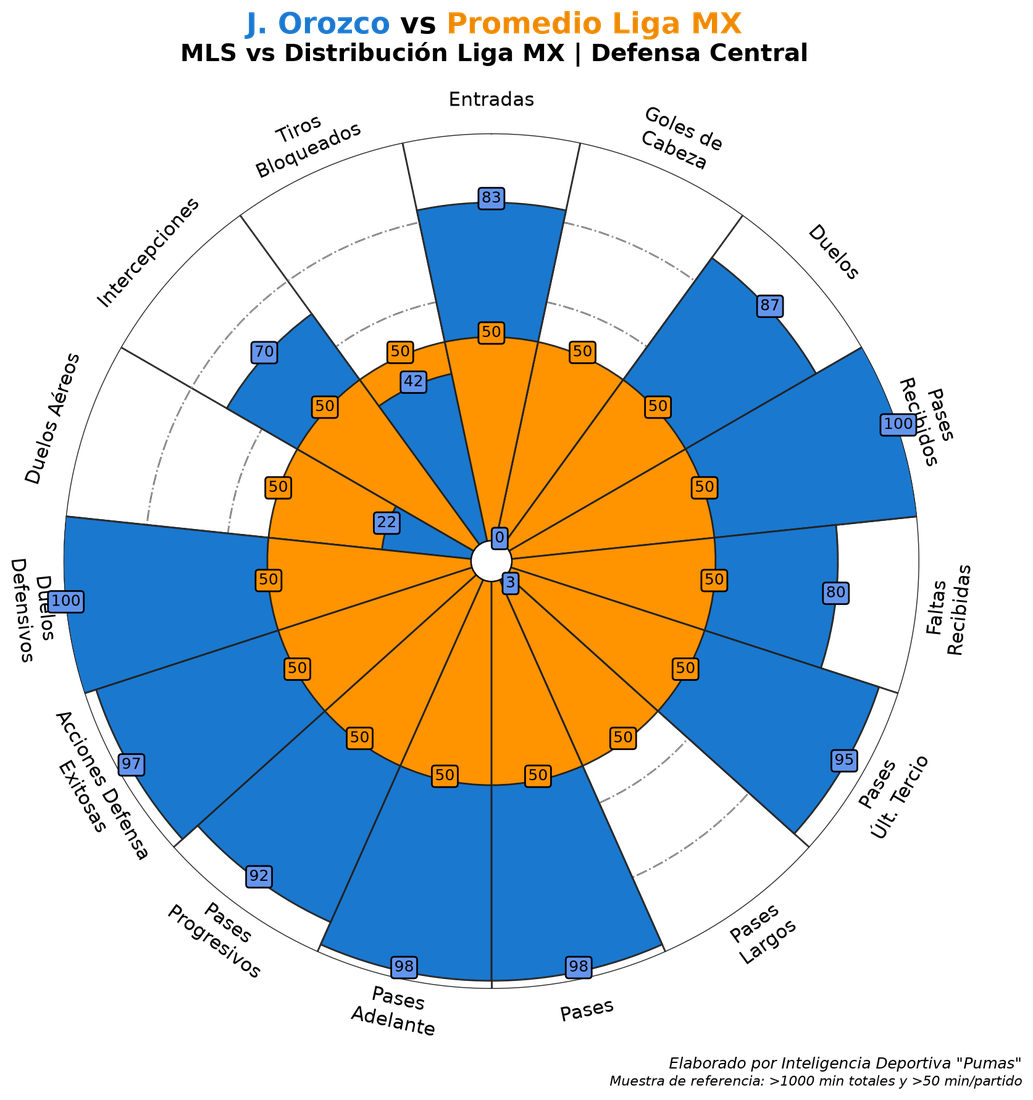 J. Orozco vs Promedio Liga MX
MLS vs Distribución Liga MX | Defensa Central
Entradas
Goles de
Cabeza
Duelos
Pases
Recibidos
Faltas
Recibidas
Pases
Últ. Tercio
Pases
Largos
Pases
Pases
Adelante
Pases
Progresivos
Acciones Defensa
Exitosas
Duelos
Defensivos
Duelos Aéreos
Intercepciones
Tiros
Bloqueados
83
50
0
50
87
50
100
50
80
50
95
50
3
50
98
50
98
50
92
50
97
50
100
50
22
50
70
50
42
50
Elaborado por Inteligencia Deportiva "Pumas"
Muestra de referencia: >1000 min totales y >50 min/partido